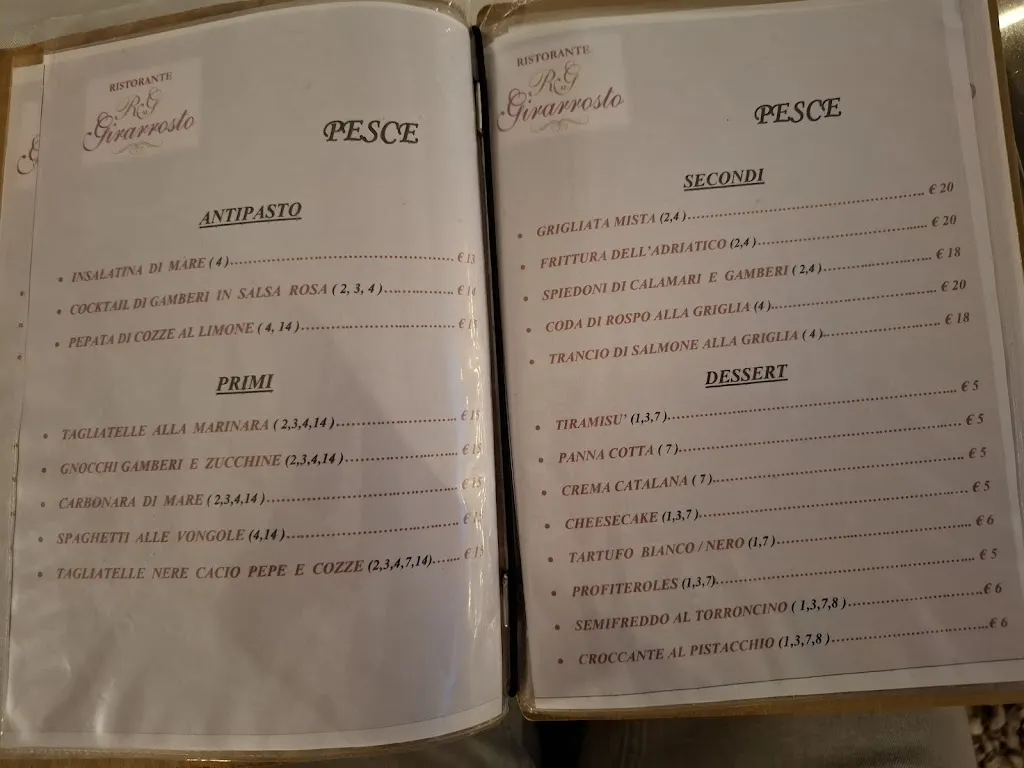 RISTORANTE
R G
Girarrosto
PESCE
ANTIPASTO
• INSALATINA DI MARE ( 4 ).......................................................... € 13
• COCKTAIL DI GAMBERI IN SALSA ROSA ( 2, 3, 4 )................. € 14
• PEPATA DI COZZE AL LIMONE ( 4, 14 )...................................... €
PRIMI
• TAGLIATELLE ALLA MARINARA ( 2,3,4,14 )............................... € 15
• GNOCCHI GAMBERI E ZUCCHINE (2,3,4,14 )............................. € 15
• CARBONARA DI MARE ( 2,3,4,14 )................................................ € 15
• SPAGHETTI ALLE VONGOLE (4,14 )............................................ €
• TAGLIATELLE NERE CACIO PEPE E COZZE (2,3,4,7,14)....... € 15
RISTORANTE
R G
Girarrosto
PESCE
SECONDI
• GRIGLIATA MISTA (2,4 )............................................................ € 20
• FRITTURA DELL'ADRIATICO (2,4 )........................................... € 20
• SPIEDONI DI CALAMARI E GAMBERI ( 2,4 )............................ € 18
• CODA DI ROSPO ALLA GRIGLIA (4 )......................................... € 20
• TRANCIO DI SALMONE ALLA GRIGLIA ( 4 )............................. € 18
DESSERT
• TIRAMISU' (1,3,7 )......................................................................... € 5
• PANNA COTTA ( 7 )....................................................................... € 5
• CREMA CATALANA ( 7 )............................................................... € 5
• CHEESECAKE (1,3,7 )................................................................... € 5
• TARTUFO BIANCO / NERO (1,7 )................................................. € 6
• PROFITEROLES (1,3,7)................................................................. € 5
• SEMIFREDDO AL TORRONCINO ( 1,3,7,8 )................................ € 6
• CROCCANTE AL PISTACCHIO (1,3,7,8 )..................................... € 6